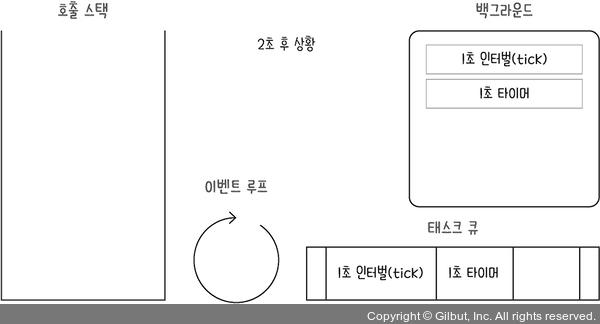 호출 스택
백그라운드
2초 후 상황
1초 인터벌(tick)
1초 타이머
이벤트 루프
태스크 큐
1초 인터벌(tick)
1초 타이머
Copyright © Gilbut, Inc. All rights reserved.